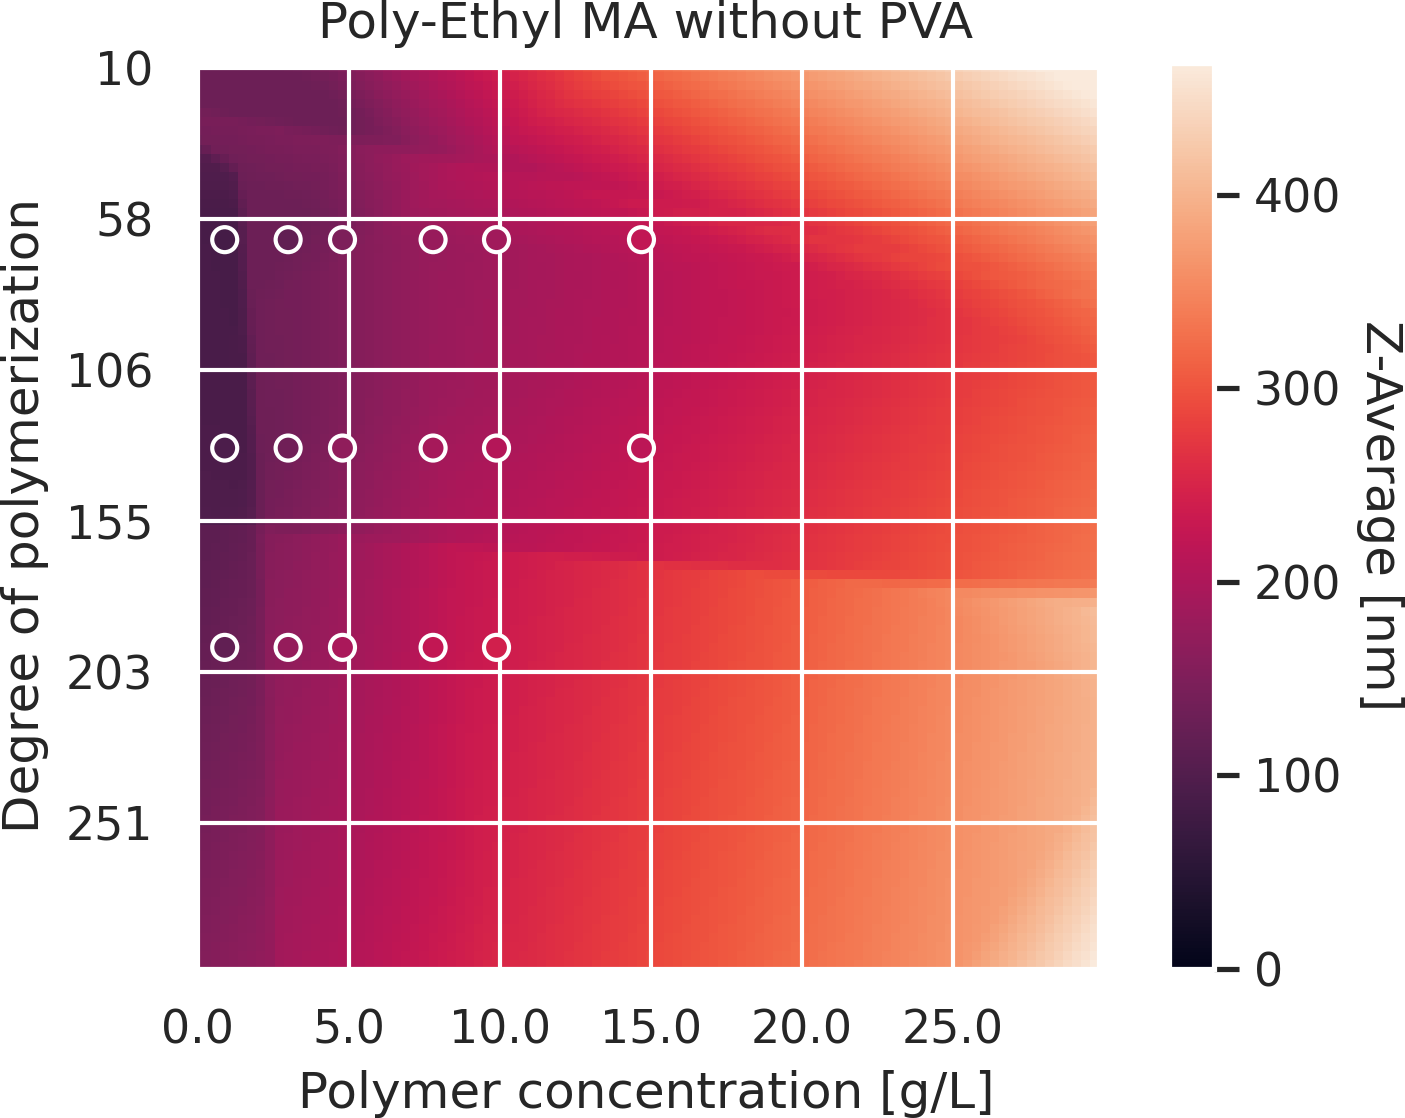 Poly-Ethyl MA without PVA
10
58
106
155
203
251
Degree of polymerization
0.0 5.0 10.0 15.0 20.0 25.0
Polymer concentration [g/L]
400
300
200
100
0
Z-Average [nm]